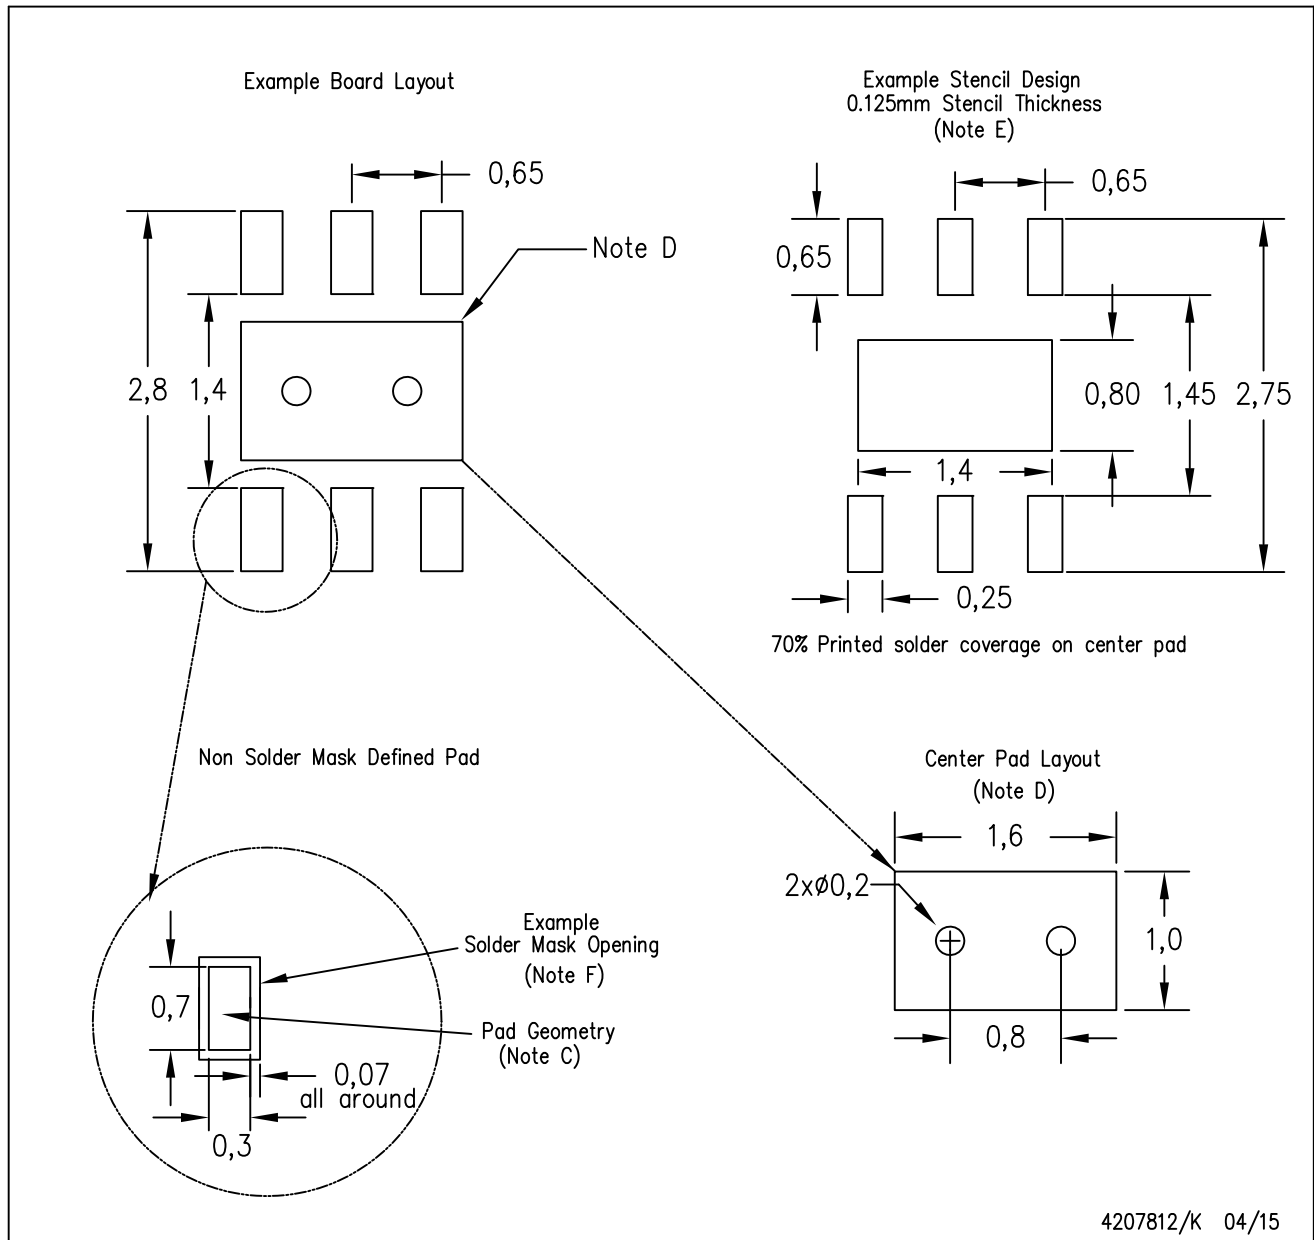 Example Board Layout
0,65
Note D
2,8
1,4
Example Stencil Design
0.125mm Stencil Thickness
(Note E)
0,65
0,65
0,80
1,45
2,75
1,4
0,25
70% Printed solder coverage on center pad
Non Solder Mask Defined Pad
Example
Solder Mask Opening
(Note F)
0,7
Pad Geometry
(Note C)
0,07
all around
0,3
Center Pad Layout
(Note D)
1,6
2xø0,2
1,0
0,8
4207812/K 04/15